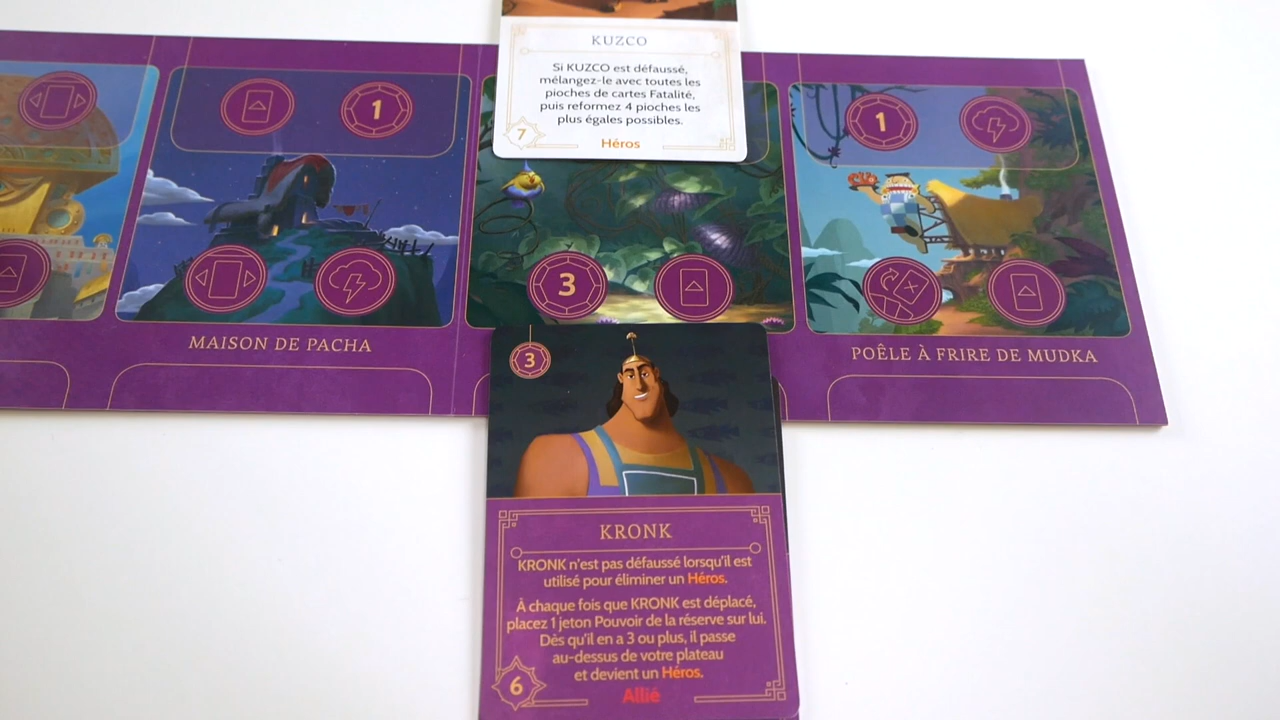 KUZCO
Si KUZCO est défaussé,
mélangez-le avec toutes les
pioches de cartes Fatalité,
puis reformez 4 pioches les
plus égales possibles.
7
Héros
1
1
3
MAISON DE PACHA
POÊLE À FRIRE DE MUDKA
3
KRONK
KRONK n'est pas défaussé lorsqu'il est
utilisé pour éliminer un Héros.
À chaque fois que KRONK est déplacé,
placez 1 jeton Pouvoir de la réserve sur lui.
Dès qu'il en a 3 ou plus, il passe
au-dessus de votre plateau
et devient un Héros.
6
Allié